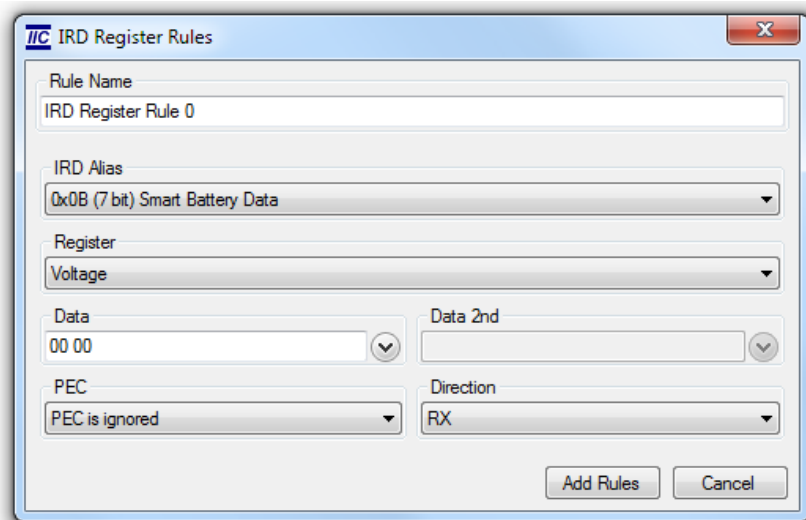 IIC IRD Register Rules
Rule Name
IRD Register Rule 0
IRD Alias
0x0B (7 bit) Smart Battery Data
Register
Voltage
Data Data 2nd
00 00
PEC Direction
PEC is ignored RX
Add Rules Cancel